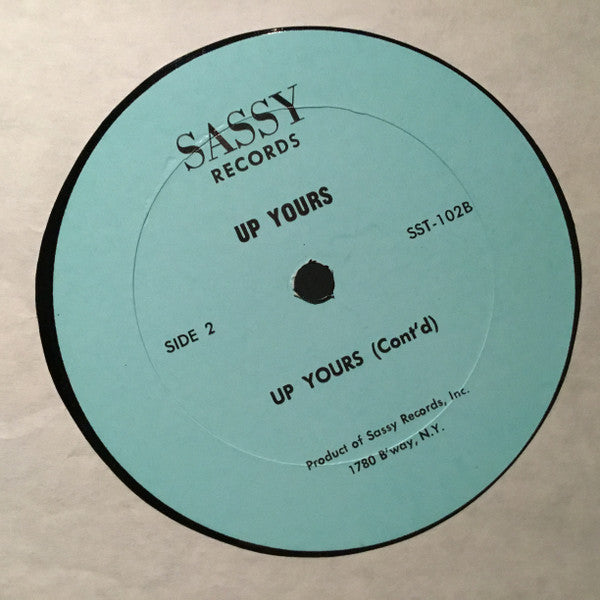 SASSY
RECORDS
UP YOURS
SST-102B
SIDE 2
UP YOURS (Cont'd)
Product of Sassy Records, Inc.
1780 B'way, N.Y.